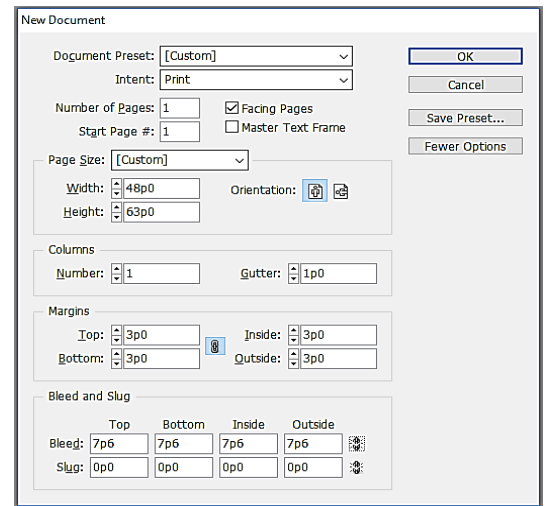 New Document
Document Preset: [Custom]
OK
Intent: Print
Cancel
Number of Pages: 1
Facing Pages
Save Preset...
Start Page #: 1
Master Text Frame
Fewer Options
Page Size: [Custom]
Width: 48p0
Orientation:
Height: 63p0
Columns
Number: 1
Gutter: 1p0
Margins
Top: 3p0
Inside: 3p0
Bottom: 3p0
Outside: 3p0
Bleed and Slug
Top Bottom Inside Outside
Bleed: 7p6 7p6 7p6 7p6
Slug: 0p0 0p0 0p0 0p0